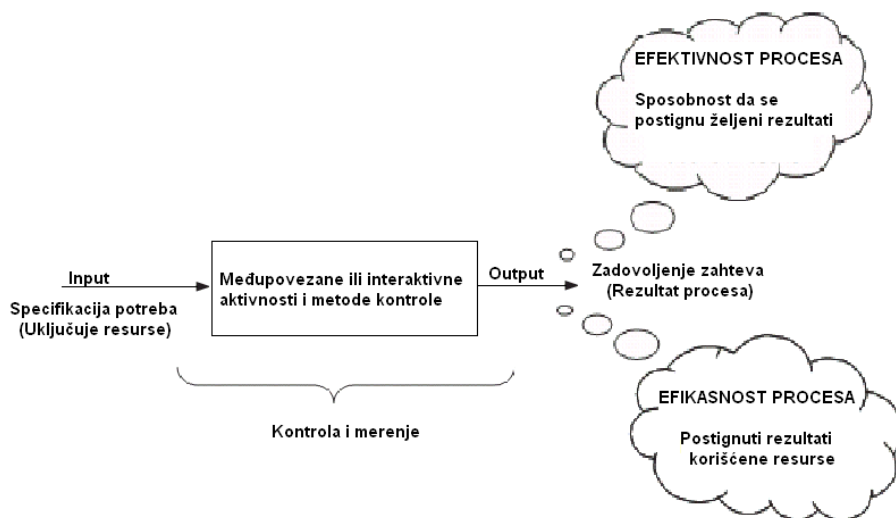 EFEKTIVNOST PROCESA
Sposobnost da se
postignu željeni rezultati
Input
Specifikacija potreba
(Uključuje resurse)
Međupovezane ili interaktivne
aktivnosti i metode kontrole
Output
Zadovoljenje zahteva
(Rezultat procesa)
Kontrola i merenje
EFIKASNOST PROCESA
Postignuti rezultati
korišćene resurse